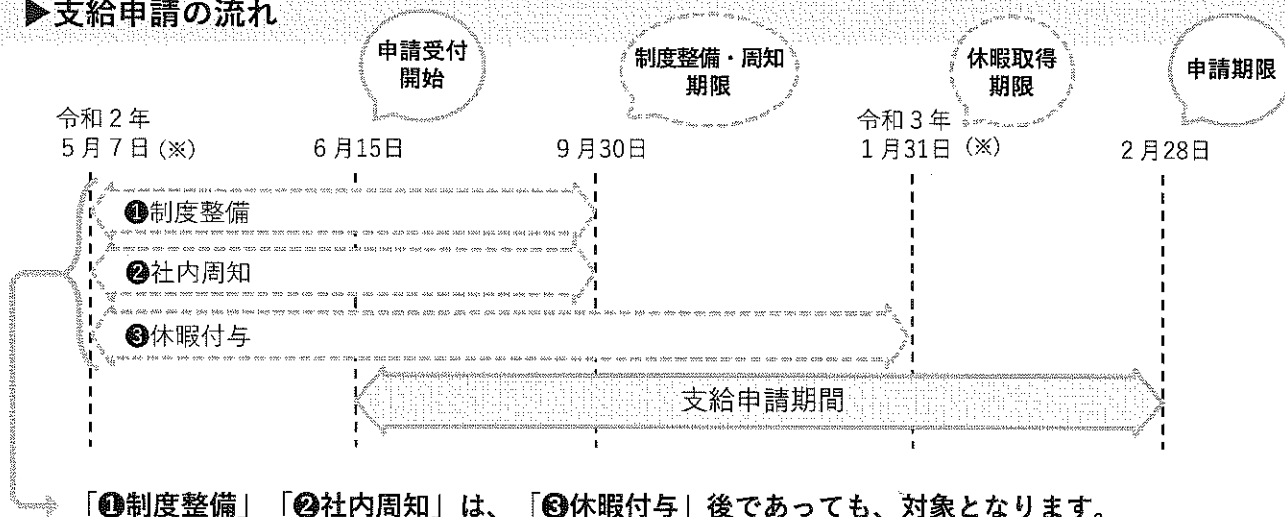 ▶支給申請の流れ
申請受付
開始
制度整備・周知
期限
休暇取得
期限
申請期限
令和2年
5月7日(※)
6月15日
9月30日
令和3年
1月31日(※)
2月28日
❶制度整備
❷社内周知
❸休暇付与
支給申請期間
「❶制度整備」「❷社内周知」は、「❸休暇付与」後であっても、対象となります。